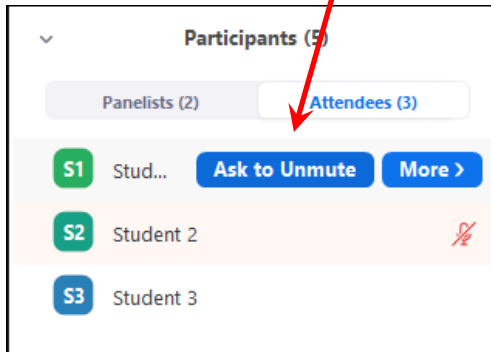 Participants (5)
Panelists (2) Attendees (3)
S1 Stud... Ask to Unmute More >
S2 Student 2
S3 Student 3